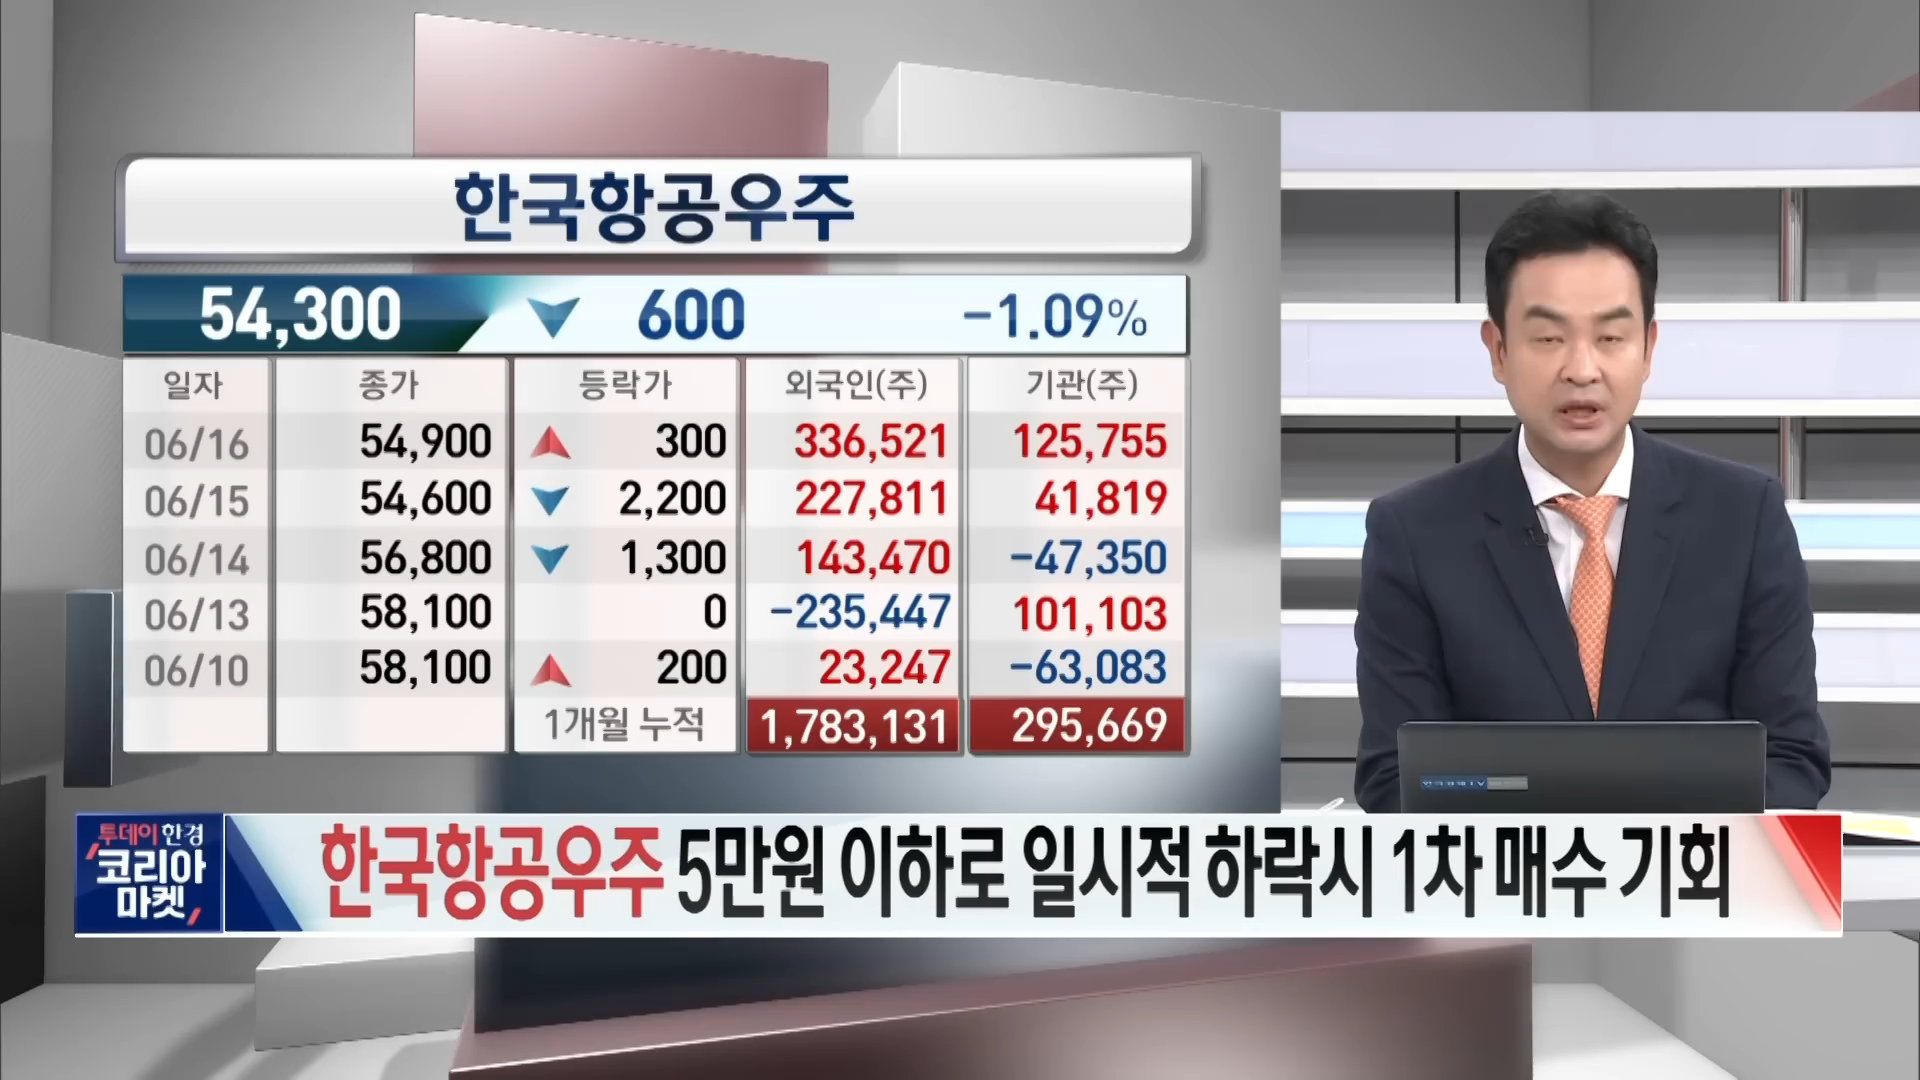 한국항공우주
54,300 600 -1.09%
일자 종가 등락가 외국인(주) 기관(주)
06/16 54,900 300 336,521 125,755
06/15 54,600 2,200 227,811 41,819
06/14 56,800 1,300 143,470 -47,350
06/13 58,100 0 -235,447 101,103
06/10 58,100 200 23,247 -63,083
1개월 누적 1,783,131 295,669
투데이 한경
코리아
마켓
한국항공우주 5만원 이하로 일시적 하락시 1차 매수 기회